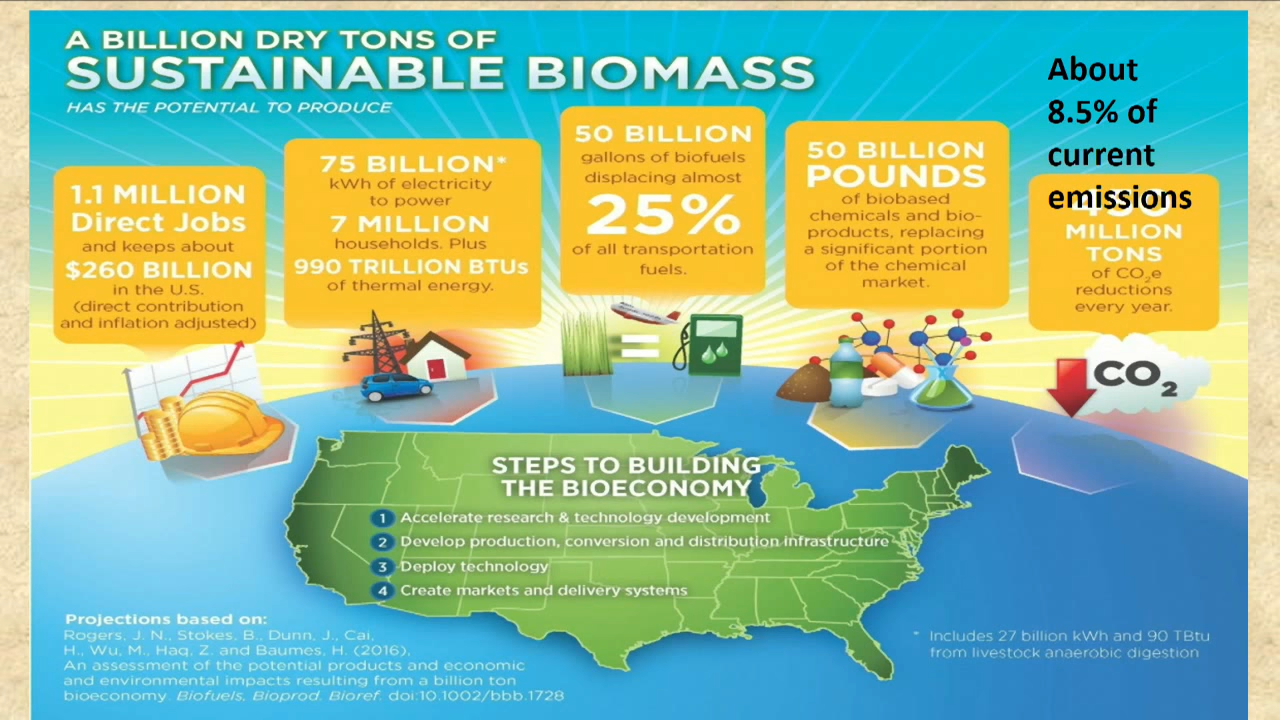 A BILLION DRY TONS OF
SUSTAINABLE BIOMASS
HAS THE POTENTIAL TO PRODUCE
1.1 MILLION
Direct Jobs
and keeps about
$260 BILLION
in the U.S.
(direct contribution
and inflation adjusted)
75 BILLION*
kWh of electricity
to power
7 MILLION
households. Plus
990 TRILLION BTUs
of thermal energy.
50 BILLION
gallons of biofuels
displacing almost
25%
of all transportation
fuels.
50 BILLION
POUNDS
of biobased
chemicals and bio-
products, replacing
a significant portion
of the chemical
market.
About
8.5% of
current
emissions
MILLION
TONS
of CO2e
reductions
every year.
CO2
STEPS TO BUILDING
THE BIOECONOMY
1 Accelerate research & technology development
2 Develop production, conversion and distribution infrastructure
3 Deploy technology
4 Create markets and delivery systems
Projections based on:
Rogers, J. N., Stokes, B., Dunn, J., Cai,
H., Wu, M., Haq, Z. and Baumes, H. (2016),
An assessment of the potential products and economic
and environmental impacts resulting from a billion ton
bioeconomy. Biofuels, Bioprod. Bioref. doi:10.1002/bbb.1728
* Includes 27 billion kWh and 90 TBtu
from livestock anaerobic digestion